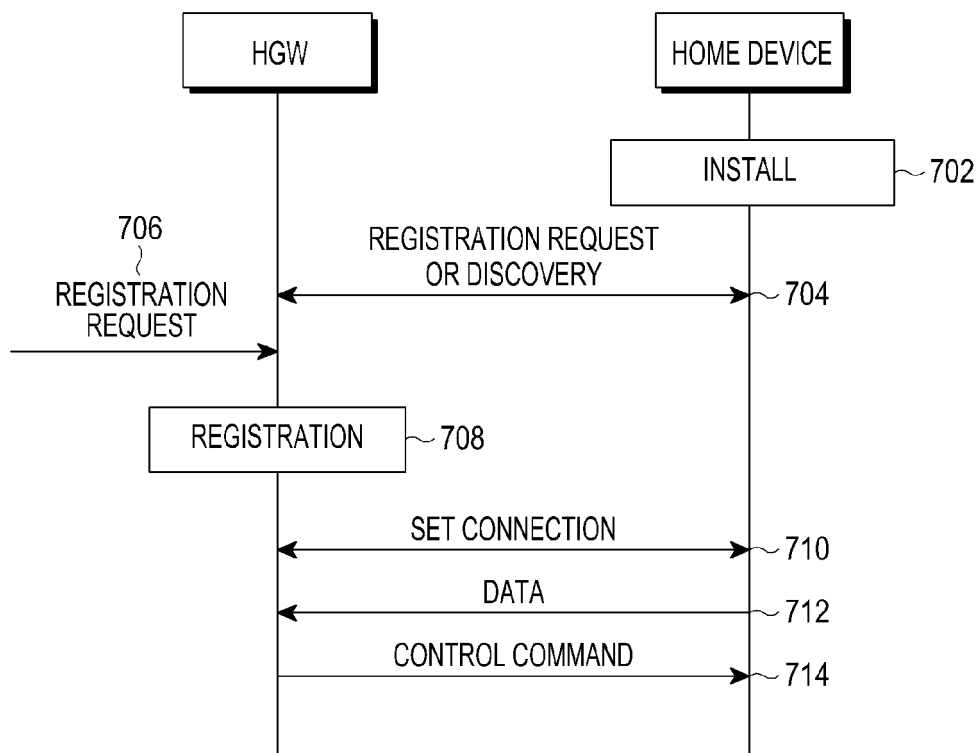 HGW
HOME DEVICE
INSTALL
702
REGISTRATION REQUEST
OR DISCOVERY
704
706
REGISTRATION
REQUEST
REGISTRATION
708
SET CONNECTION
710
DATA
712
CONTROL COMMAND
714